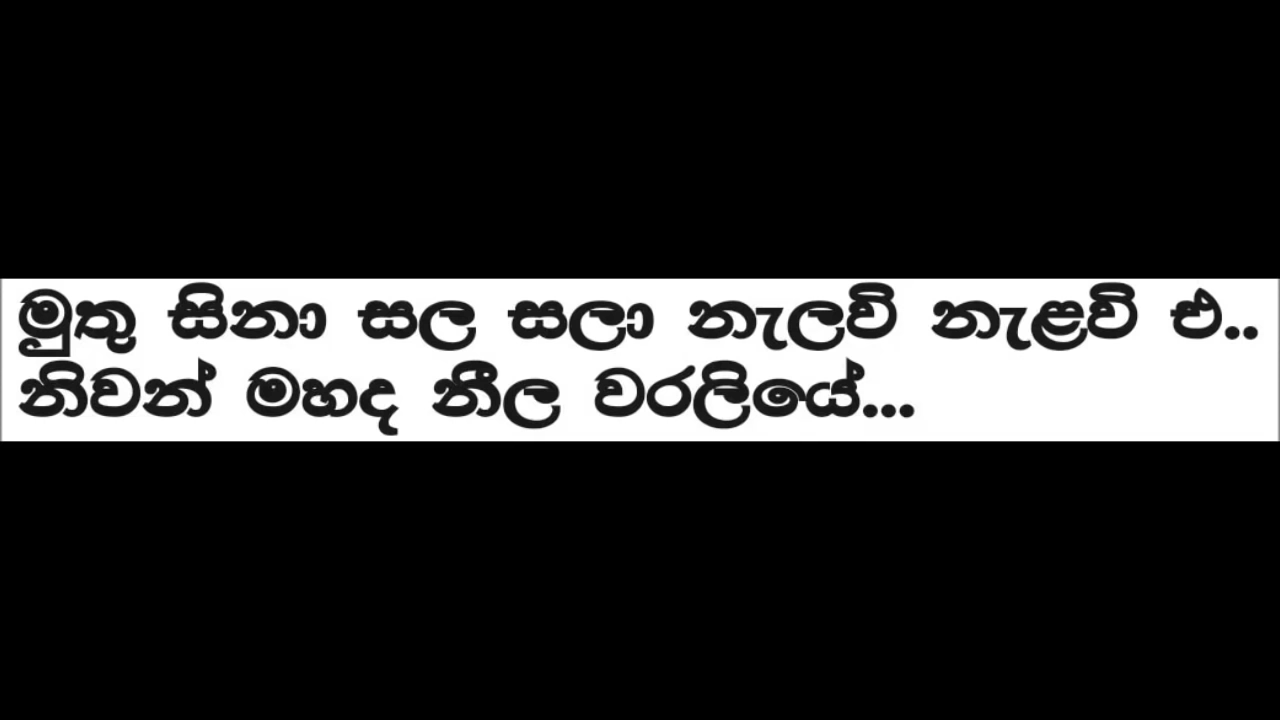 මුතු සිනා සල සලා නැලවි නැළවි එ..
නිවන් මහද නීල වරලියේ...